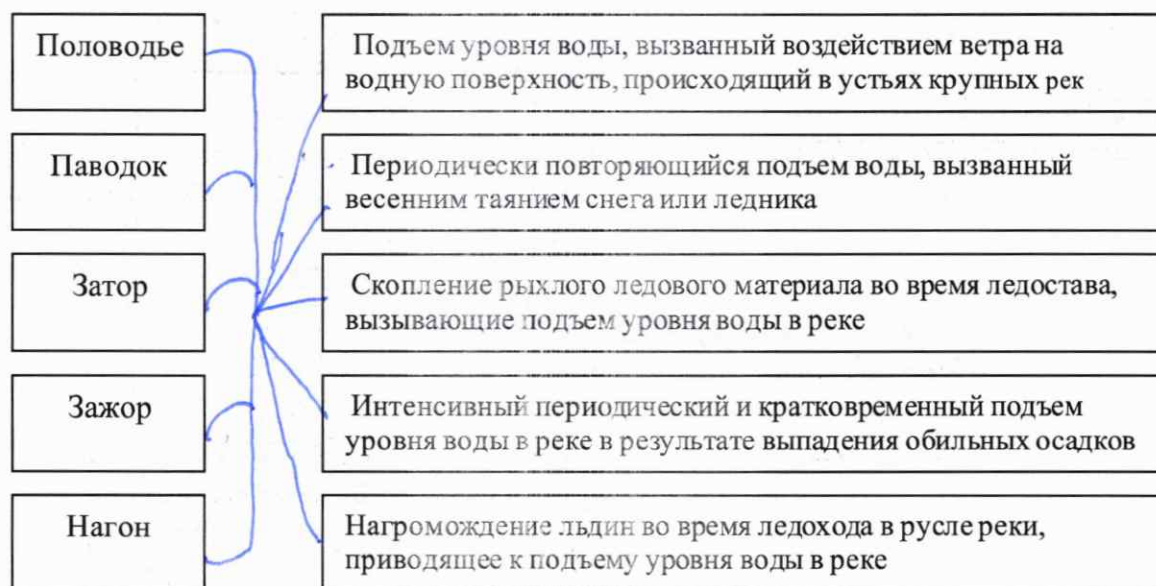 Половодье
Подъем уровня воды, вызванный воздействием ветра на
водную поверхность, происходящий в устьях крупных рек
Паводок
Периодически повторяющийся подъем воды, вызванный
весенним таянием снега или ледника
Затор
Скопление рыхлого ледового материала во время ледостава,
вызывающие подъем уровня воды в реке
Зажор
Интенсивный периодический и кратковременный подъем
уровня воды в реке в результате выпадения обильных осадков
Нагон
Нагромождение льдин во время ледохода в русле реки,
приводящее к подъему уровня воды в реке